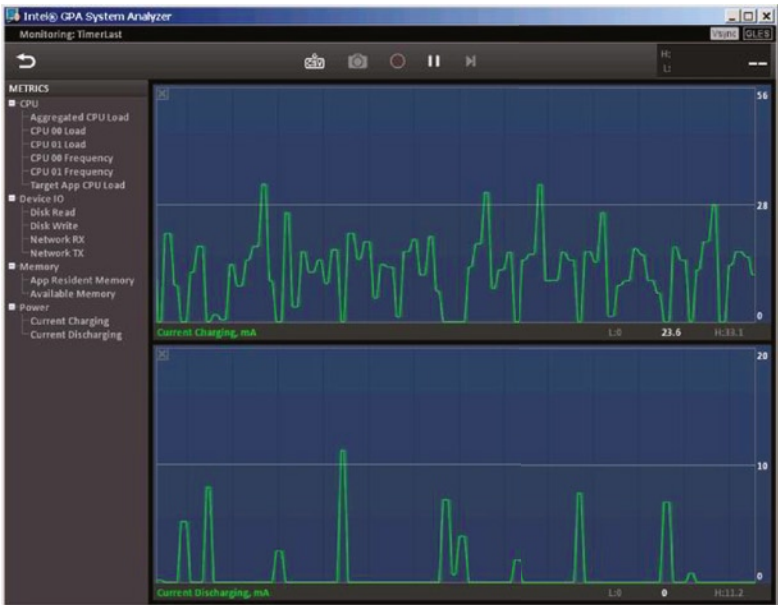 Intel® GPA System Analyzer
Monitoring: TimerLast
Vsync GLES
CSV
H:
L:
--
METRICS
CPU
Aggregated CPU Load
CPU 00 Load
CPU 01 Load
CPU 00 Frequency
CPU 01 Frequency
Target App CPU Load
Device IO
Disk Read
Disk Write
Network RX
Network TX
Memory
App Resident Memory
Available Memory
Power
Current Charging
Current Discharging
56
28
0
Current Charging, mA L:0 23.6 H:33.1
20
10
0
Current Discharging, mA L:0 0 H:11.2